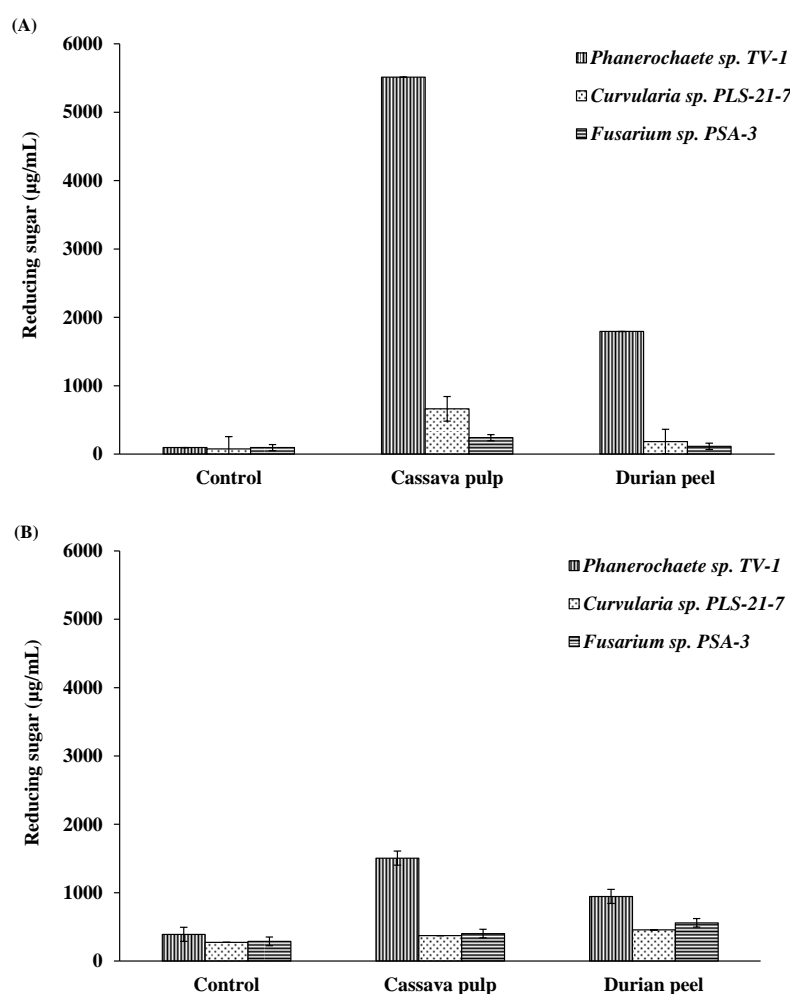 (A)
Reducing sugar (µg/mL)
6000
5000
4000
3000
2000
1000
0
Phanerochaete sp. TV-1
Curvularia sp. PLS-21-7
Fusarium sp. PSA-3
Control
Cassava pulp
Durian peel
(B)
Reducing sugar (µg/mL)
6000
5000
4000
3000
2000
1000
0
Phanerochaete sp. TV-1
Curvularia sp. PLS-21-7
Fusarium sp. PSA-3
Control
Cassava pulp
Durian peel